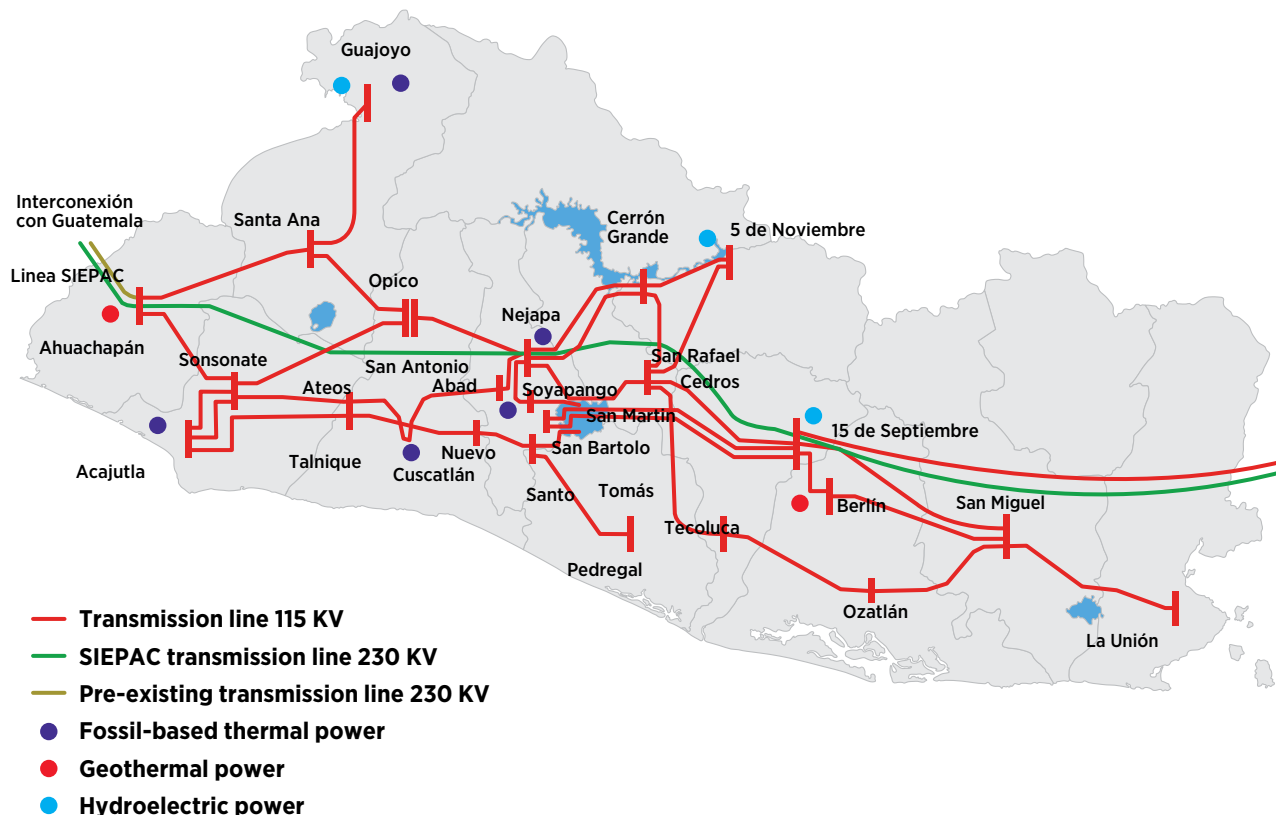 Guajoyo
Interconexión
con Guatemala
Santa Ana
Cerrón
Grande
5 de Noviembre
Linea SIEPAC
Opico
Nejapa
Ahuachapán
Sonsonate
San Antonio
Abad
San Rafael
Cedros
Ateos
Soyapango
San Martin
15 de Septiembre
Acajutla
Talnique
Nuevo
Cuscatlán
San Bartolo
Santo
Tomás
Tecoluca
Berlín
San Miguel
Pedregal
Ozatlán
La Unión
Transmission line 115 KV
SIEPAC transmission line 230 KV
Pre-existing transmission line 230 KV
Fossil-based thermal power
Geothermal power
Hydroelectric power